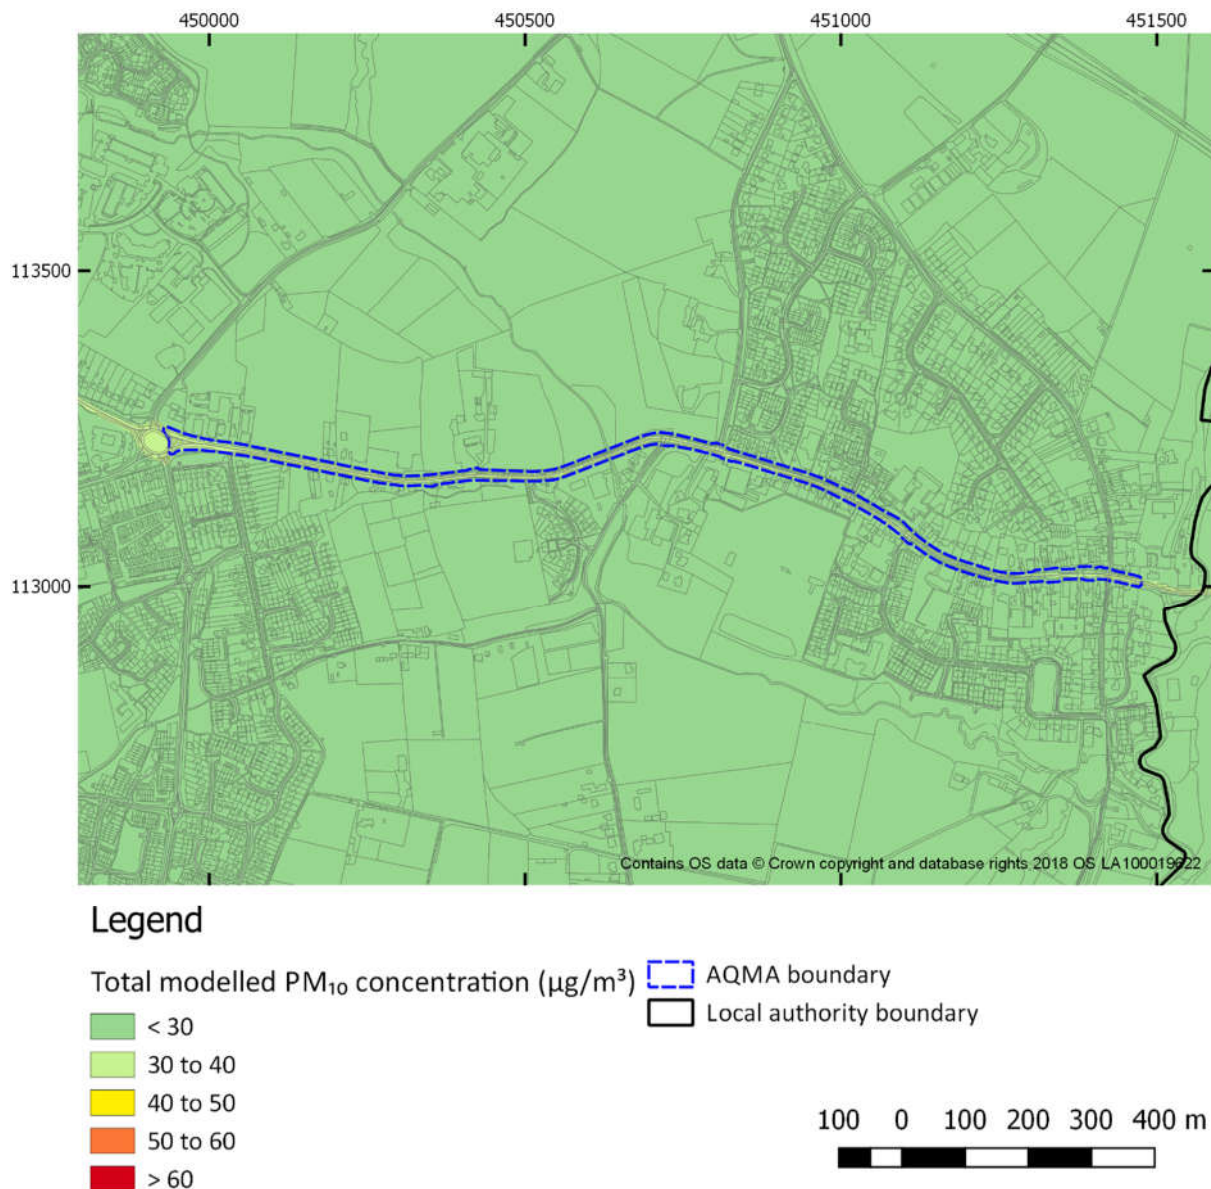 450000 450500 451000 451500
113500
113000
Contains OS data © Crown copyright and database rights 2018 OS LA100019622
Legend
Total modelled PM₁₀ concentration (µg/m³)
< 30
30 to 40
40 to 50
50 to 60
> 60
AQMA boundary
Local authority boundary
100 0 100 200 300 400 m